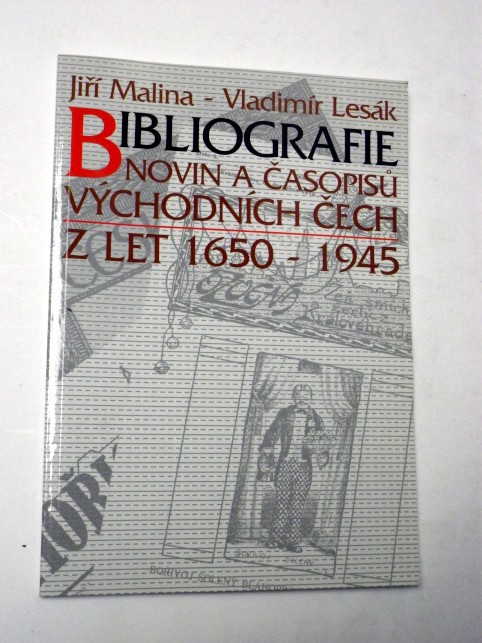 Jiří Malina - Vladimír Lesák
BIBLIOGRAFIE
NOVIN A ČASOPISŮ
VÝCHODNÍCH ČECH
Z LET 1650 - 1945